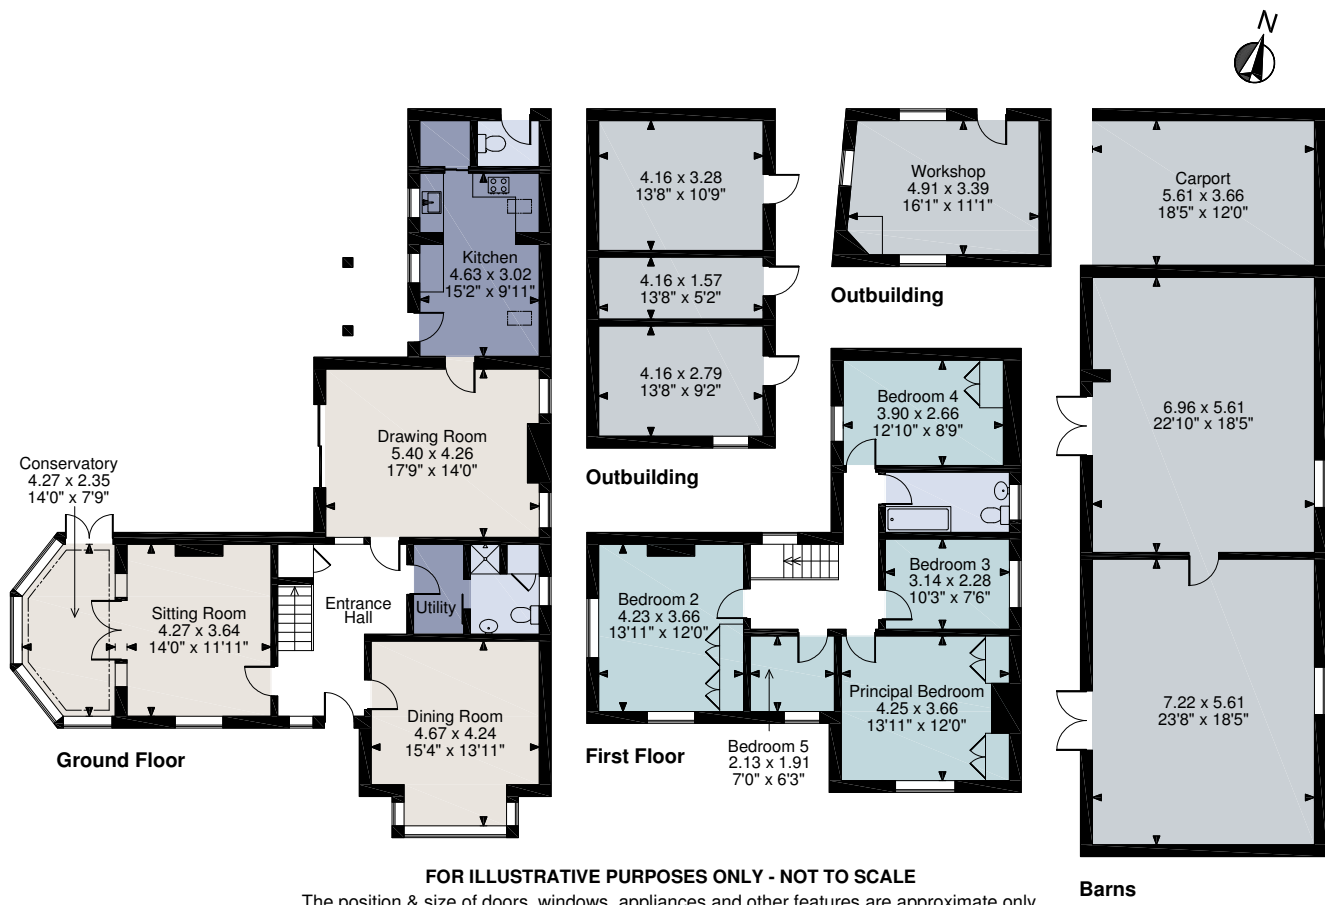 N
4.16 x 3.28
13'8" x 10'9"
4.16 x 1.57
13'8" x 5'2"
4.16 x 2.79
13'8" x 9'2"
Outbuilding
Workshop
4.91 x 3.39
16'1" x 11'1"
Outbuilding
Carport
5.61 x 3.66
18'5" x 12'0"
6.96 x 5.61
22'10" x 18'5"
7.22 x 5.61
23'8" x 18'5"
Barns
Kitchen
4.63 x 3.02
15'2" x 9'11"
Drawing Room
5.40 x 4.26
17'9" x 14'0"
Conservatory
4.27 x 2.35
14'0" x 7'9"
Sitting Room
4.27 x 3.64
14'0" x 11'11"
Entrance
Hall
Utility
Dining Room
4.67 x 4.24
15'4" x 13'11"
Ground Floor
Bedroom 4
3.90 x 2.66
12'10" x 8'9"
Bedroom 3
3.14 x 2.28
10'3" x 7'6"
Bedroom 2
4.23 x 3.66
13'11" x 12'0"
Principal Bedroom
4.25 x 3.66
13'11" x 12'0"
Bedroom 5
2.13 x 1.91
7'0" x 6'3"
First Floor
FOR ILLUSTRATIVE PURPOSES ONLY - NOT TO SCALE
The position & size of doors, windows, appliances and other features are approximate only.